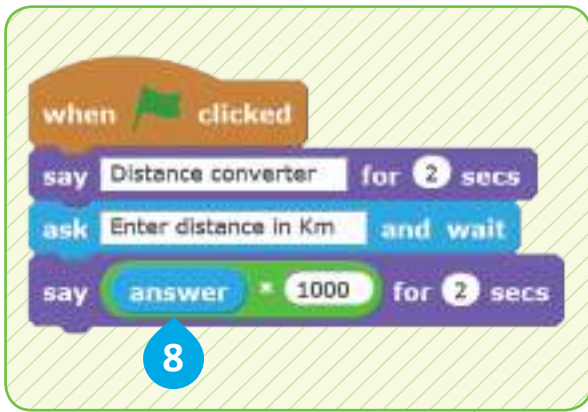 when clicked
say Distance converter for 2 secs
ask Enter distance in Km and wait
say answer * 1000 for 2 secs
8